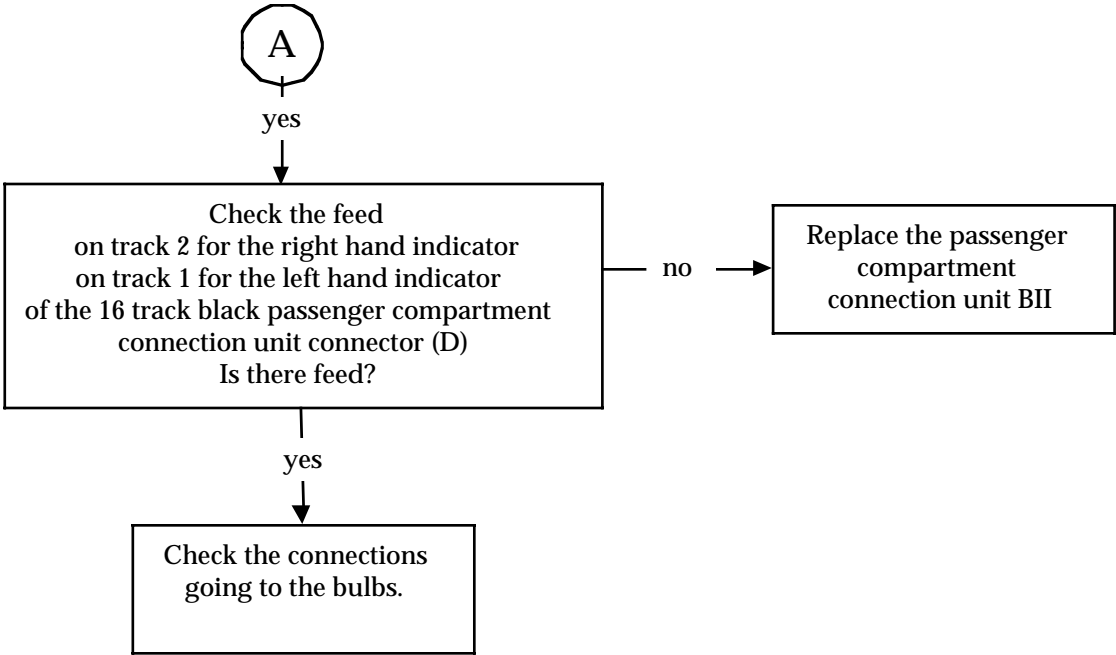 A
yes
Check the feed
on track 2 for the right hand indicator
on track 1 for the left hand indicator
of the 16 track black passenger compartment
connection unit connector (D)
Is there feed?
no
Replace the passenger
compartment
connection unit BII
yes
Check the connections
going to the bulbs.